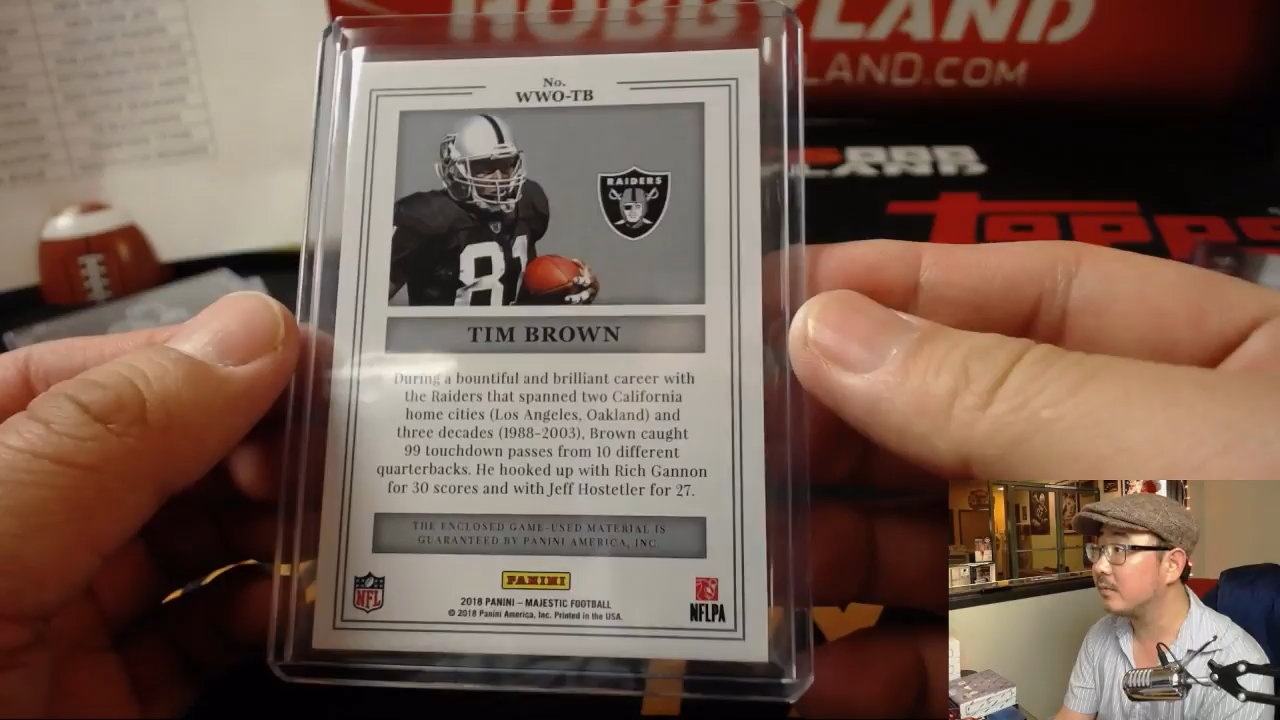 HOBBYLAND
LAND.COM
LAND
Topps
No.
WWO-TB
RAIDERS
81
TIM BROWN
During a bountiful and brilliant career with
the Raiders that spanned two California
home cities (Los Angeles, Oakland) and
three decades (1988–2003), Brown caught
99 touchdown passes from 10 different
quarterbacks. He hooked up with Rich Gannon
for 30 scores and with Jeff Hostetler for 27.
THE ENCLOSED GAME-USED MATERIAL IS
GUARANTEED BY PANINI AMERICA, INC.
PANINI
NFL
2018 PANINI – MAJESTIC FOOTBALL
© 2018 Panini America, Inc. Printed in the USA.
NFLPA